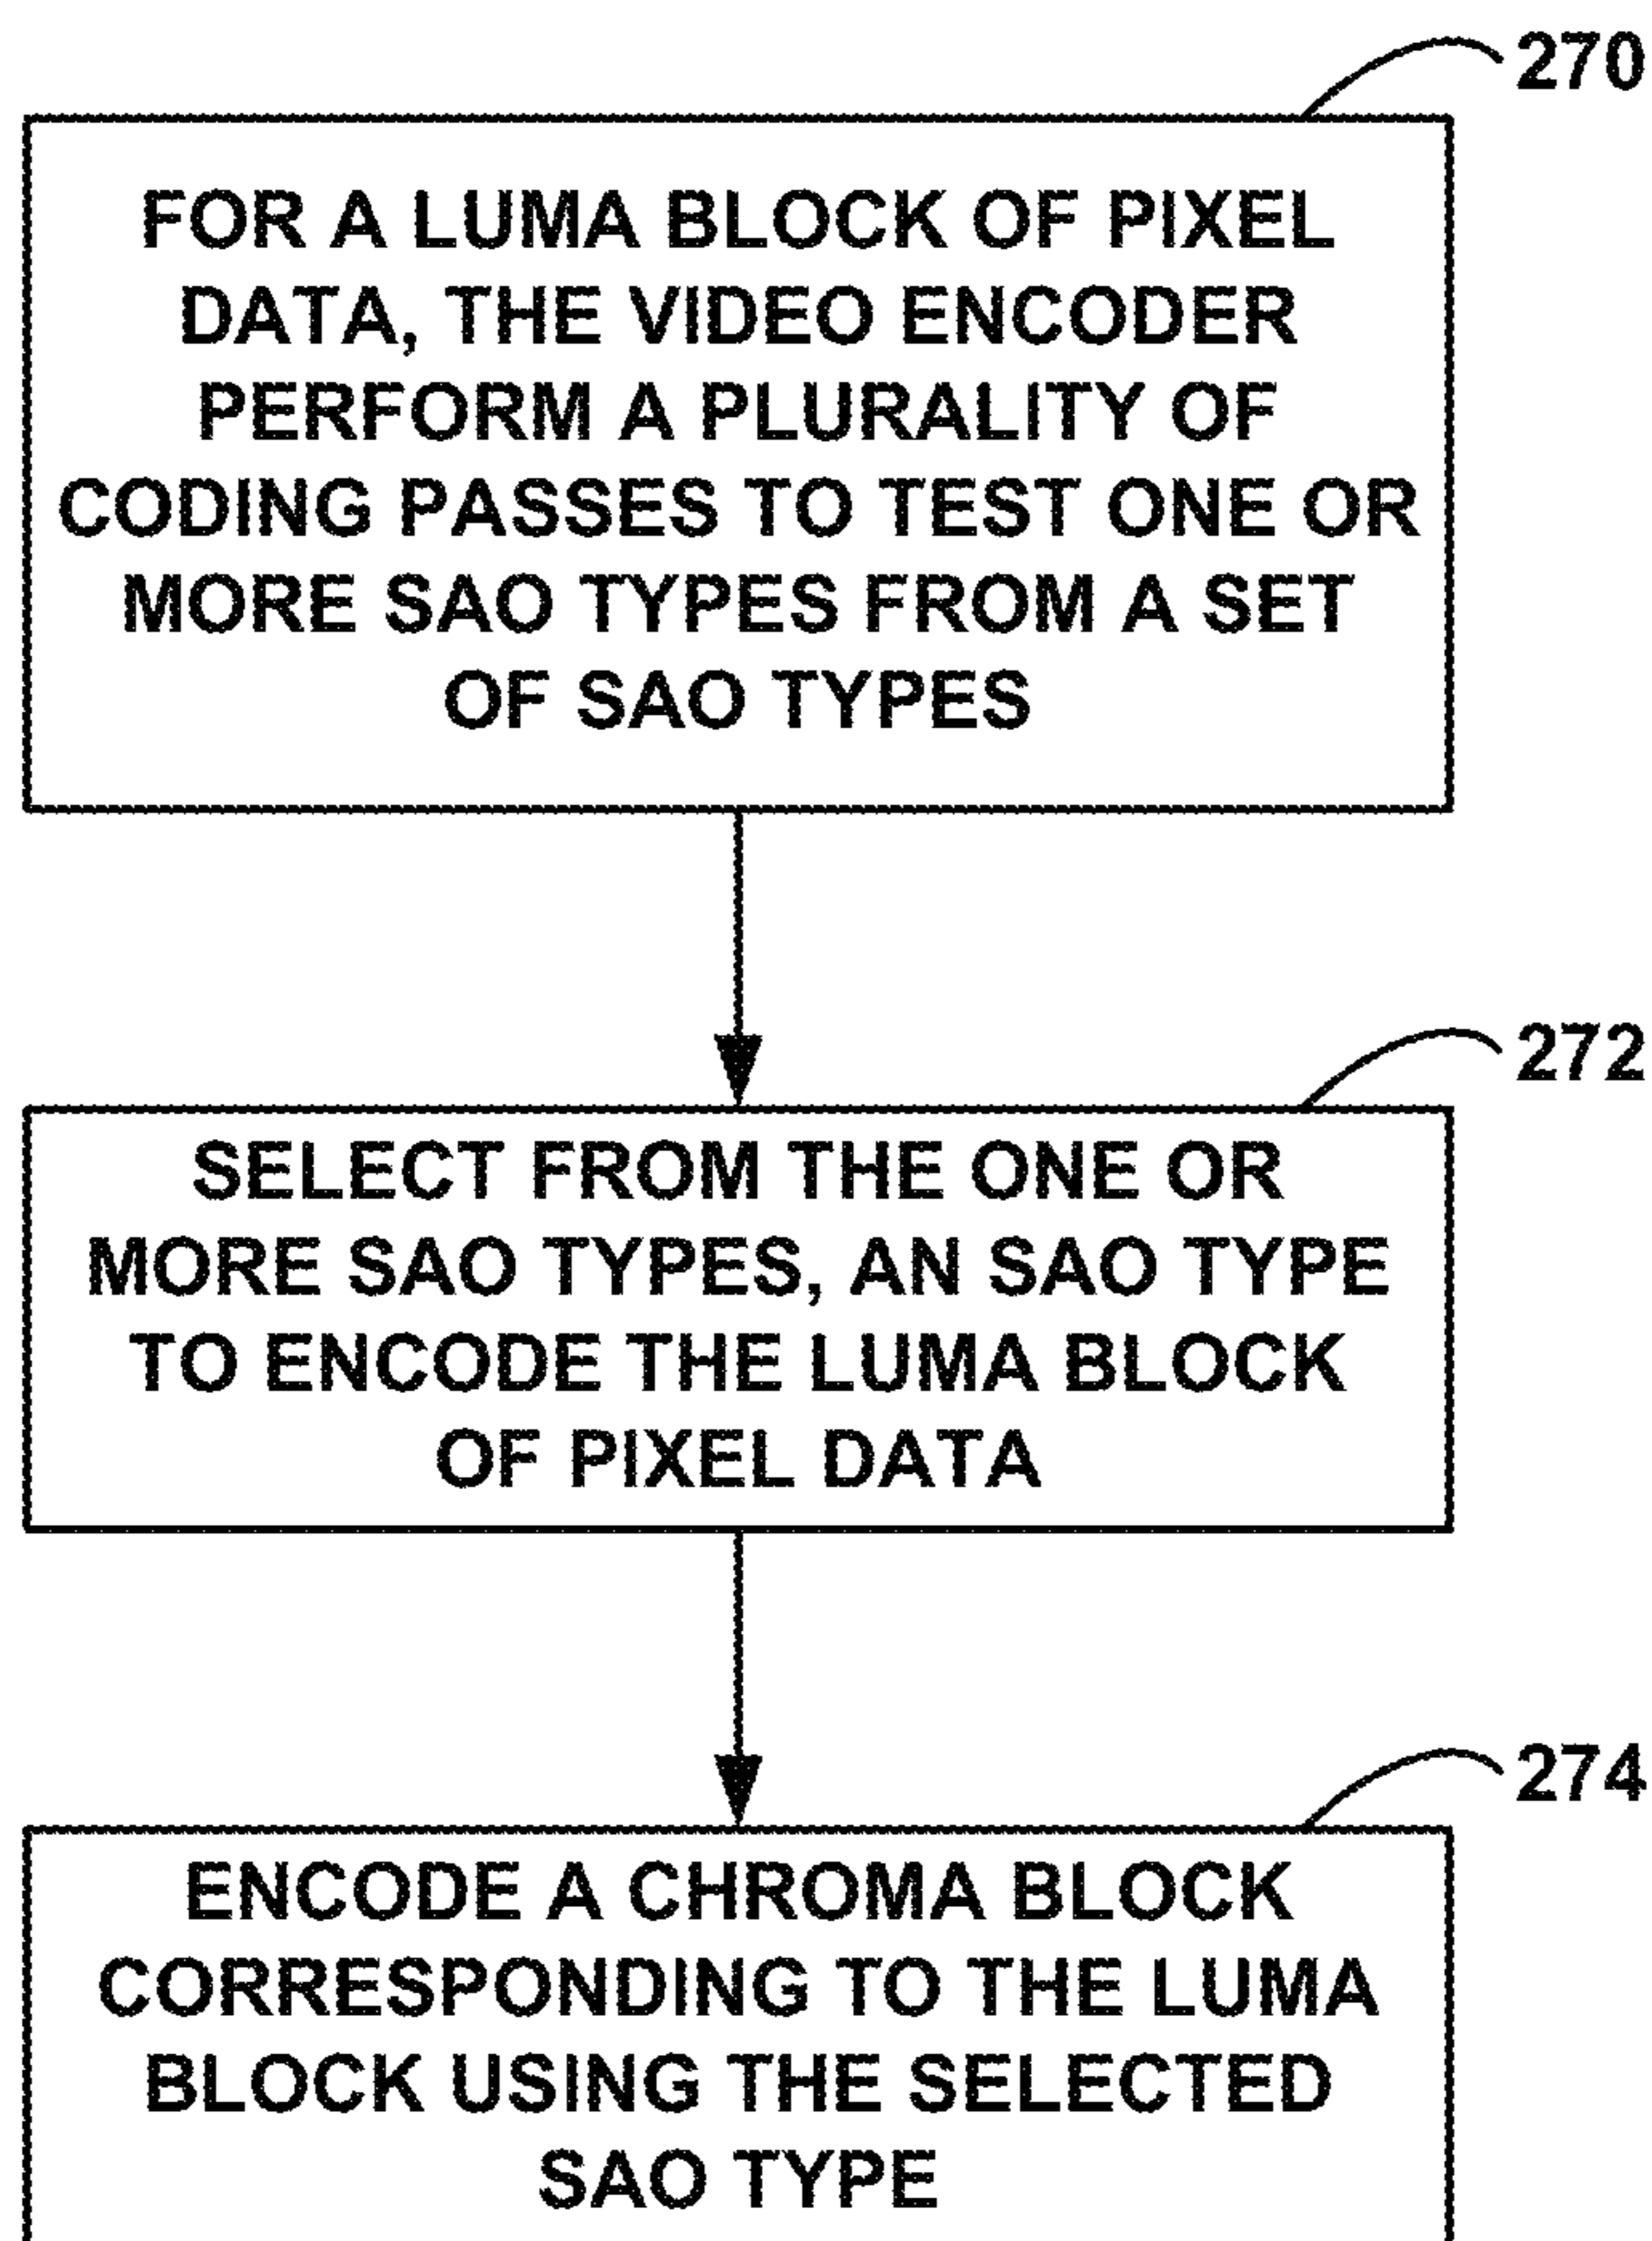 270
FOR A LUMA BLOCK OF PIXEL
DATA, THE VIDEO ENCODER
PERFORM A PLURALITY OF
CODING PASSES TO TEST ONE OR
MORE SAO TYPES FROM A SET
OF SAO TYPES
272
SELECT FROM THE ONE OR
MORE SAO TYPES, AN SAO TYPE
TO ENCODE THE LUMA BLOCK
OF PIXEL DATA
274
ENCODE A CHROMA BLOCK
CORRESPONDING TO THE LUMA
BLOCK USING THE SELECTED
SAO TYPE